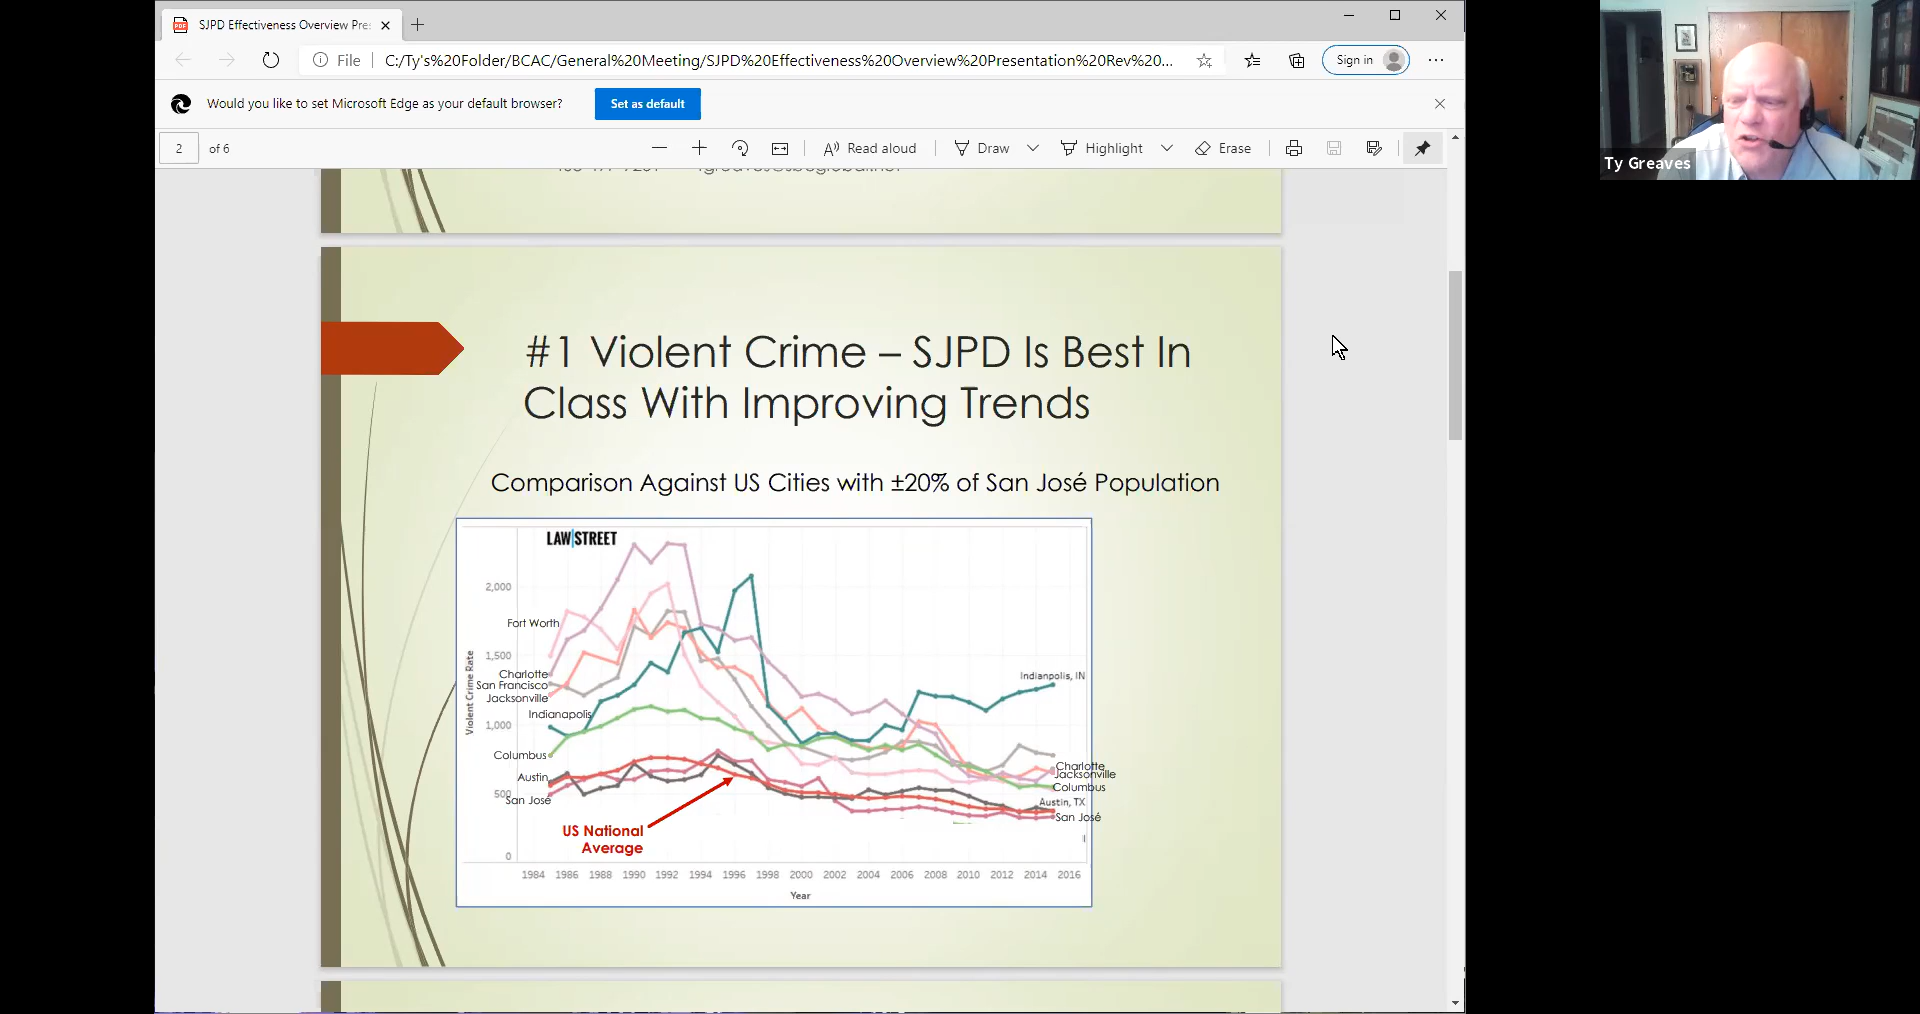 SJPD Effectiveness Overview Pre
File
C:/Ty's%20Folder/BCAC/General%20Meeting/SJPD%20Effectiveness%20Overview%20Presentation%20Rev%20...
Sign in
Would you like to set Microsoft Edge as your default browser?
Set as default
2
of 6
Read aloud
Draw
Highlight
Erase
Ty Greaves
#1 Violent Crime – SJPD Is Best In
Class With Improving Trends
Comparison Against US Cities with ±20% of San José Population
LAW STREET
Violent Crime Rate
2,000
1,500
1,000
500
0
Fort Worth
Charlotte
San Francisco
Jacksonville
Indianapolis
Columbus
Austin
San José
US National
Average
Indianpolis, IN
Charlotte
Jacksonville
Columbus
Austin, TX
San José
1984 1986 1988 1990 1992 1994 1996 1998 2000 2002 2004 2006 2008 2010 2012 2014 2016
Year